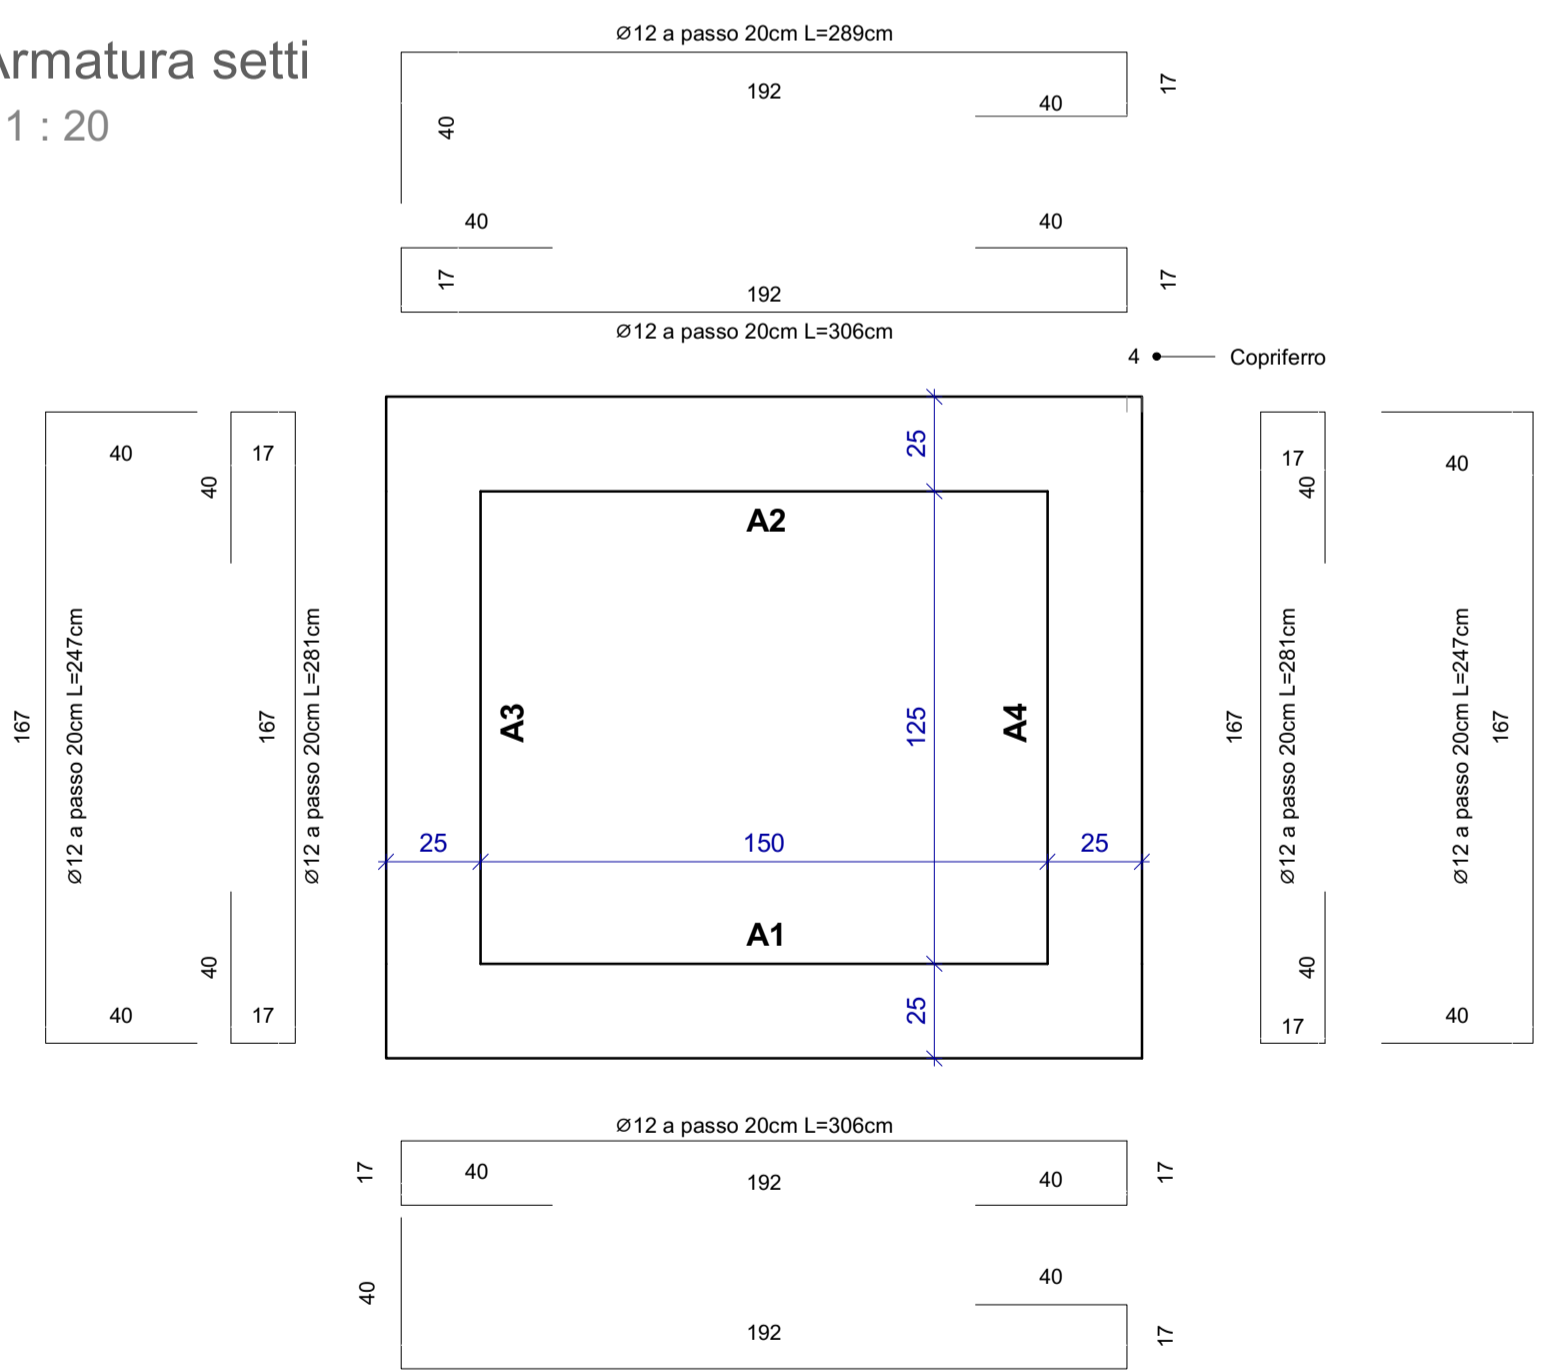 Armatura setti
1 : 20
Ø12 a passo 20cm L=289cm
192
17
40
40
40
40
17
17
192
Ø12 a passo 20cm L=306cm
4
Copriferro
40
17
40
167
Ø12 a passo 20cm L=247cm
167
Ø12 a passo 20cm L=281cm
40
40
17
25
A2
A3
125
A4
25
150
25
A1
25
17
40
40
167
Ø12 a passo 20cm L=281cm
Ø12 a passo 20cm L=247cm
167
40
17
40
Ø12 a passo 20cm L=306cm
17
40
192
40
17
40
40
192
17